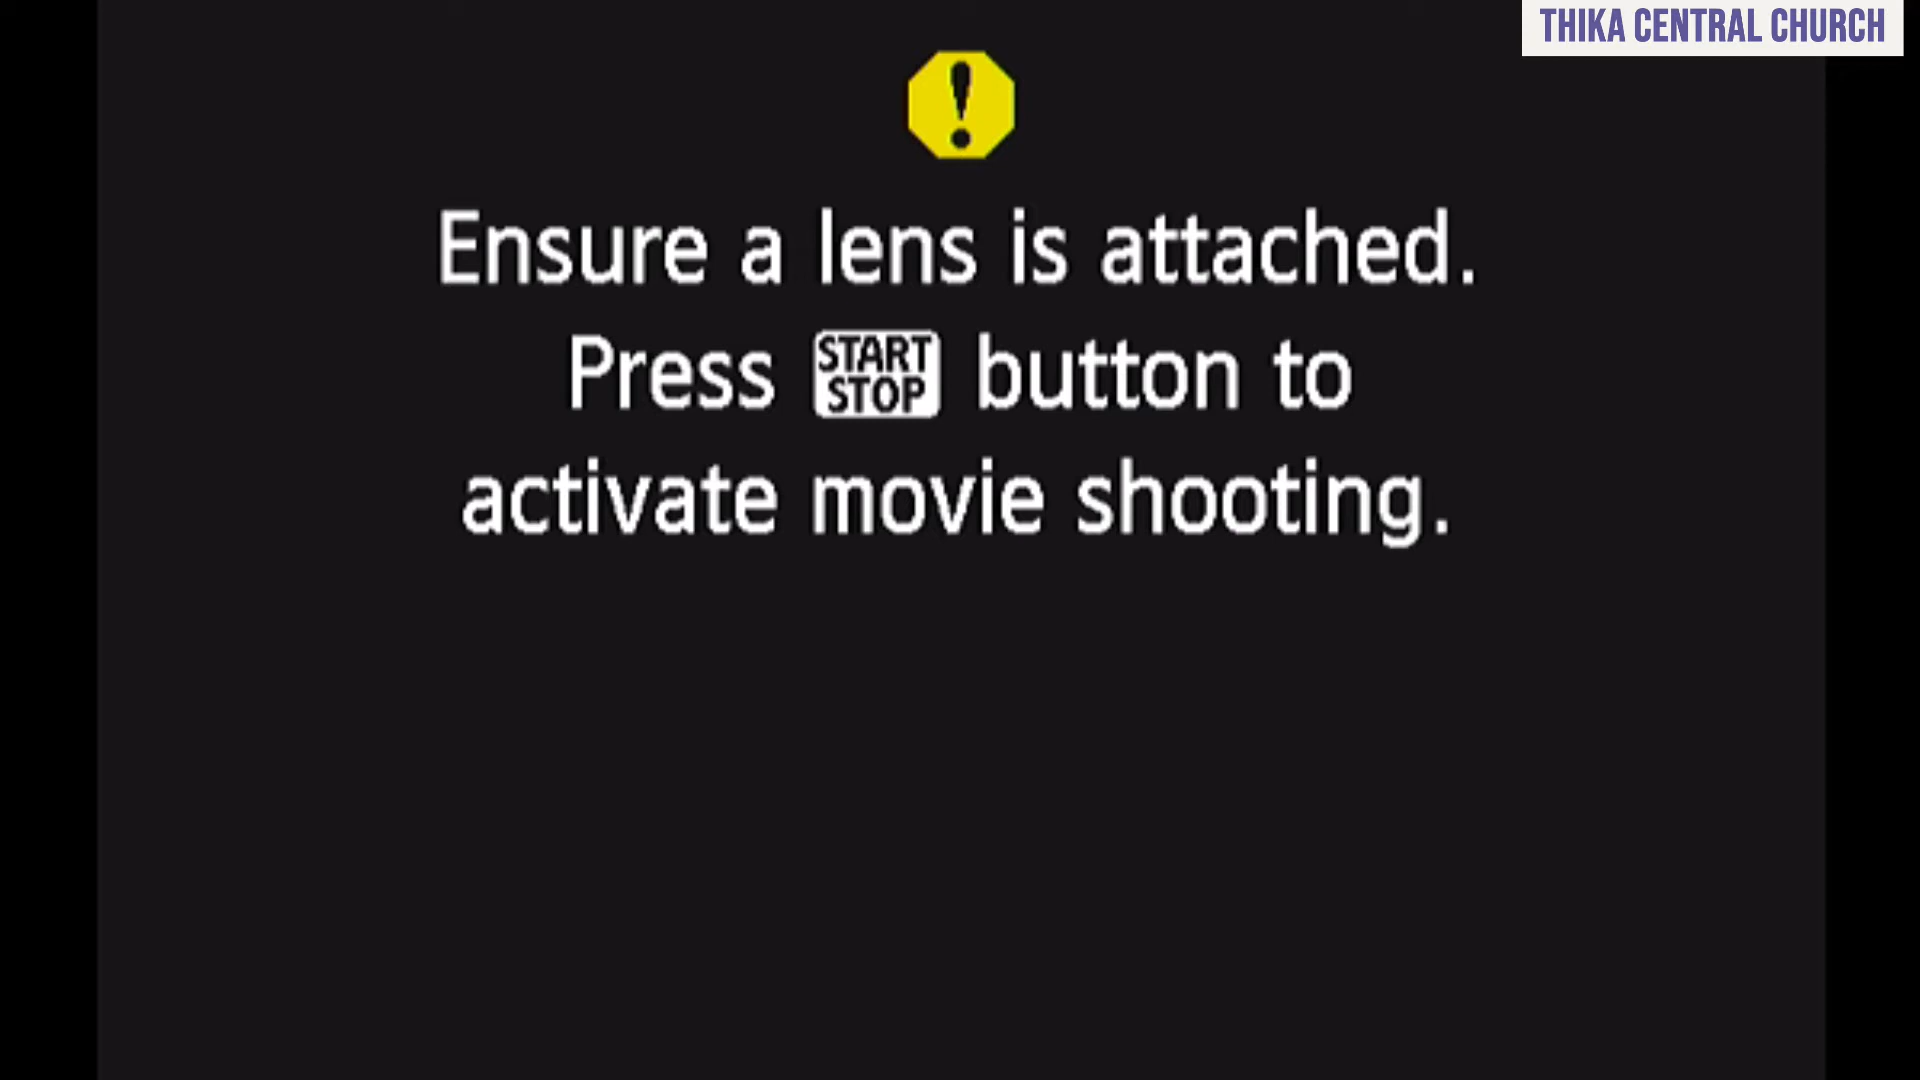 THIKA CENTRAL CHURCH
Ensure a lens is attached.
Press START STOP button to
activate movie shooting.